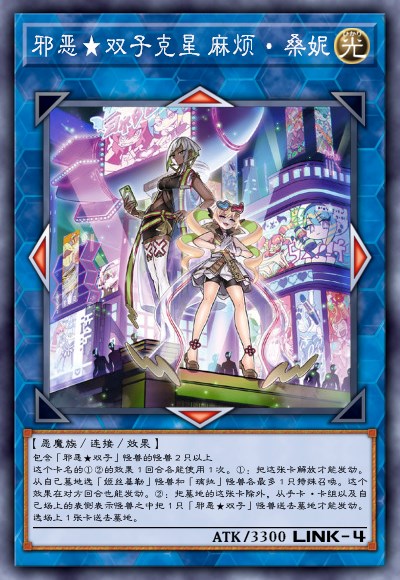 邪恶★双子克星 麻烦·桑妮
光
【恶魔族/连接/效果】
包含「邪恶★双子」怪兽的怪兽2只以上
这个卡名的①②的效果1回合各能使用1次。①：把这张卡解放才能发动。
从自己墓地选「姬丝基勒」怪兽和「璃拉」怪兽各最多1只特殊召唤。这个
效果在对方回合也能发动。②：把墓地的这张卡除外，从手卡·卡组以及自
己场上的表侧表示怪兽之中把1只「邪恶★双子」怪兽送去墓地才能发动。
选场上1张卡送去墓地。
ATK/3300 LINK-4